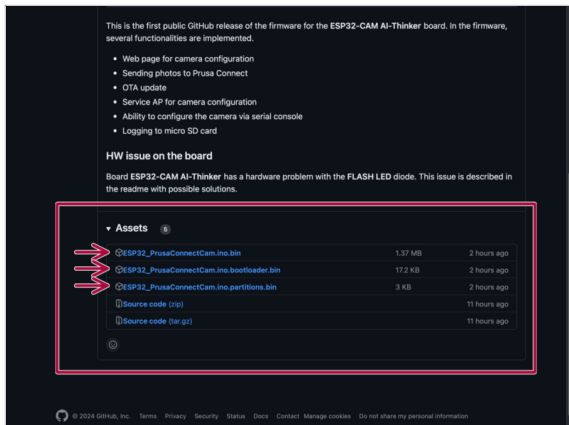 This is the first public GitHub release of the firmware for the ESP32-CAM AI-Thinker board. In the firmware,
several functionalities are implemented.
• Web page for camera configuration
• Sending photos to Prusa Connect
• OTA update
• Service AP for camera configuration
• Ability to configure the camera via serial console
• Logging to micro SD card
HW issue on the board
Board ESP32-CAM AI-Thinker has a hardware problem with the FLASH LED diode. This issue is described in
the readme with possible solutions.
Assets 5
ESP32_PrusaConnectCam.ino.bin 1.37 MB 2 hours ago
ESP32_PrusaConnectCam.ino.bootloader.bin 17.2 KB 2 hours ago
ESP32_PrusaConnectCam.ino.partitions.bin 3 KB 2 hours ago
Source code (zip) 11 hours ago
Source code (tar.gz) 11 hours ago
© 2024 GitHub, Inc. Terms Privacy Security Status Docs Contact Manage cookies Do not share my personal information